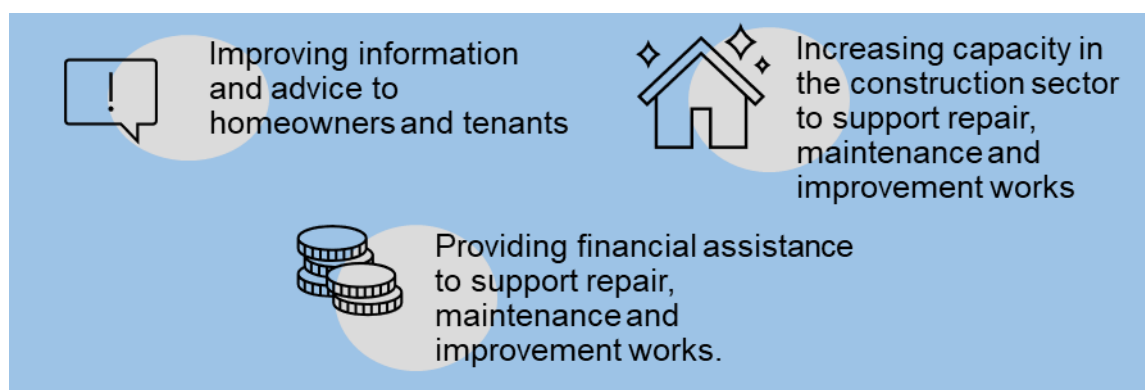 Improving information
and advice to
homeowners and tenants
Increasing capacity in
the construction sector
to support repair,
maintenance and
improvement works
Providing financial assistance
to support repair,
maintenance and
improvement works.